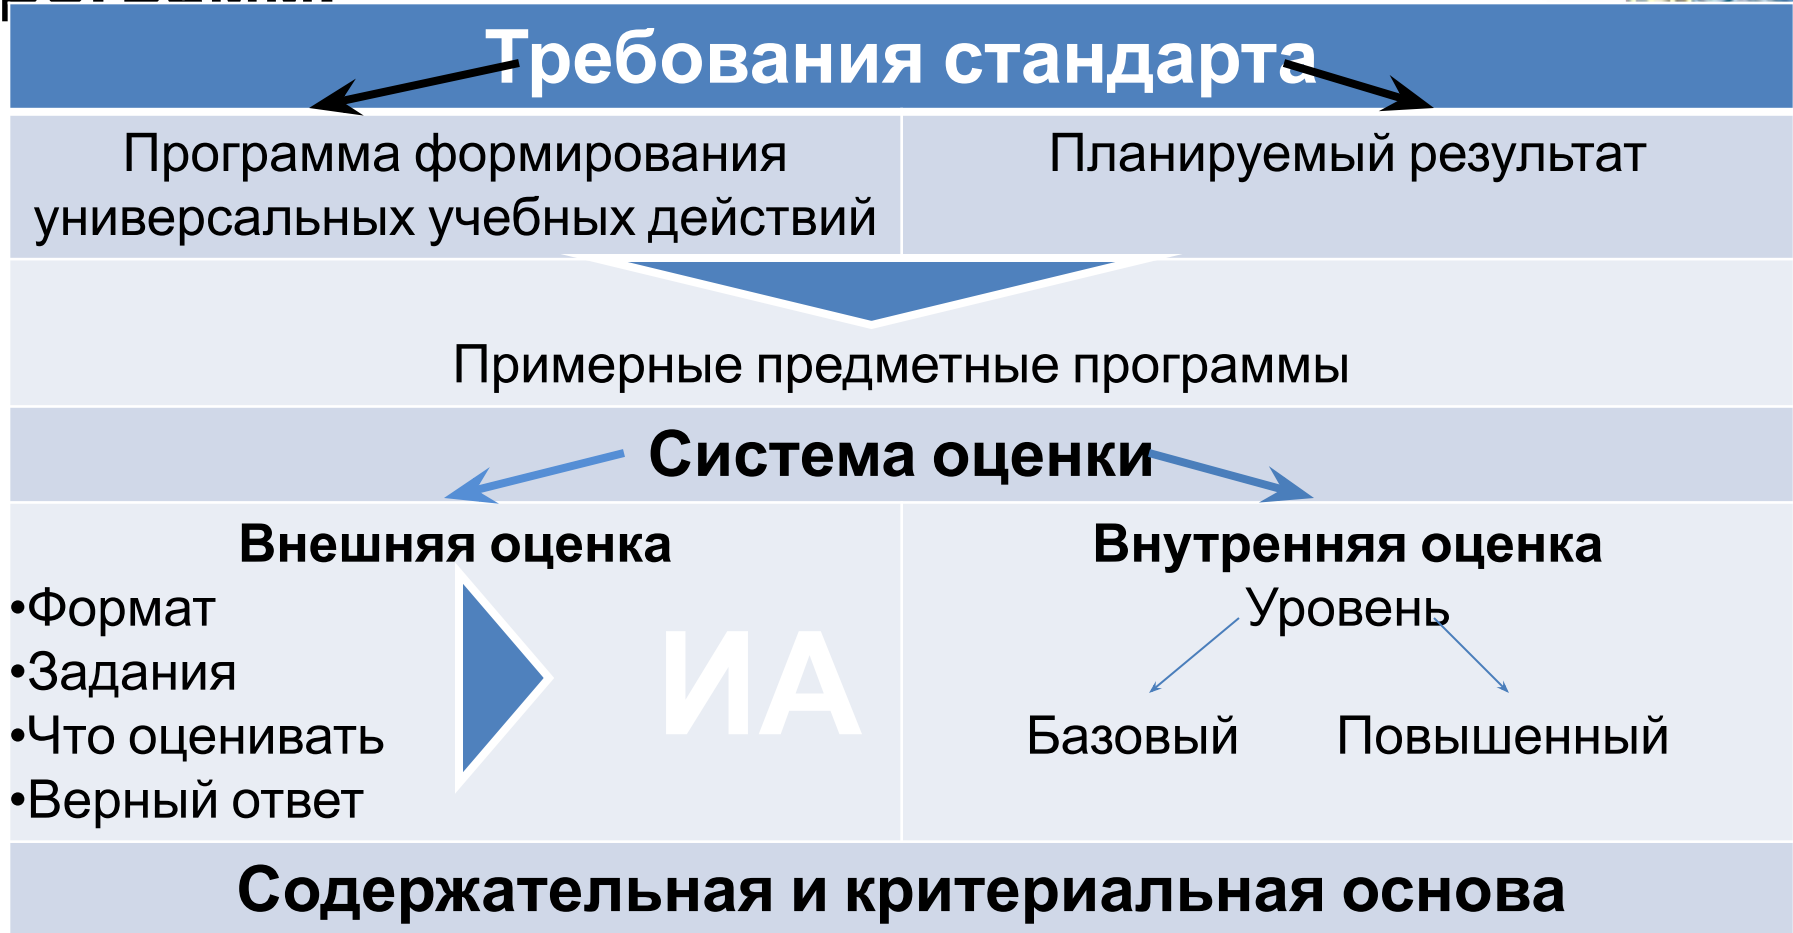 Требования стандарта
Программа формирования
универсальных учебных действий
Планируемый результат
Примерные предметные программы
Система оценки
Внешняя оценка
•Формат
•Задания
•Что оценивать
•Верный ответ
ИА
Внутренняя оценка
Уровень
Базовый Повышенный
Содержательная и критериальная основа